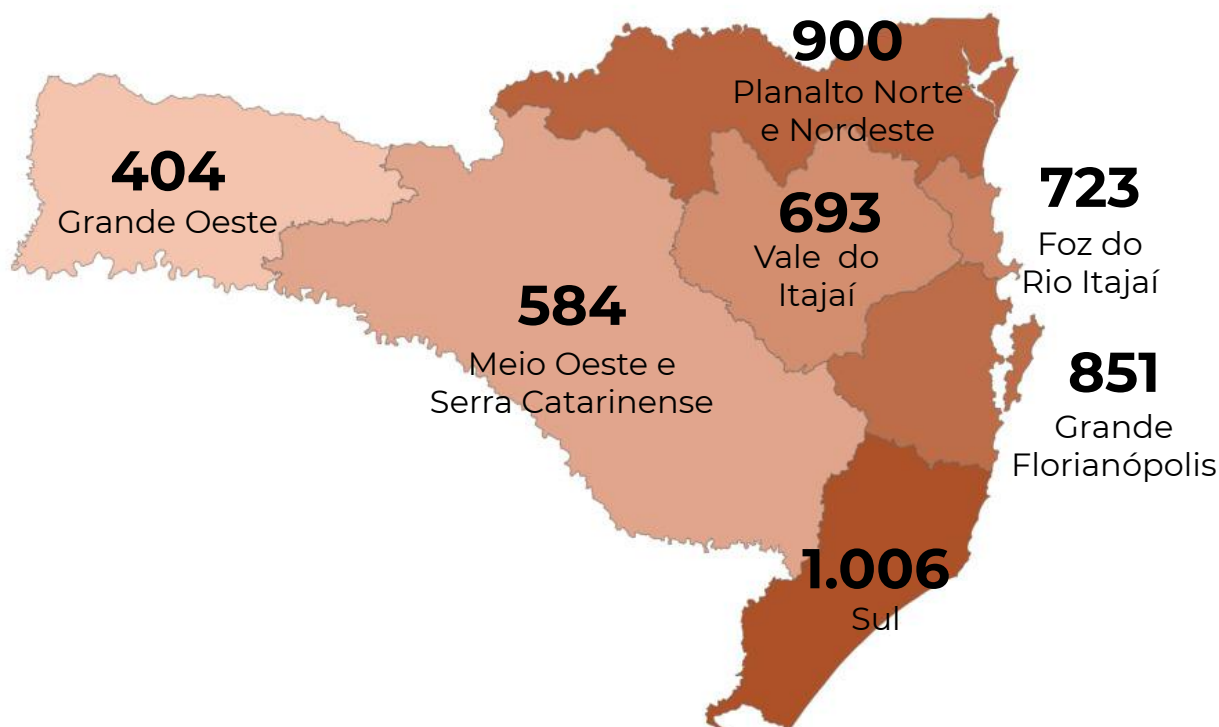 900
Planalto Norte
e Nordeste
404
Grande Oeste
693
Vale do
Itajaí
723
Foz do
Rio Itajaí
584
Meio Oeste e
Serra Catarinense
851
Grande
Florianópolis
1.006
Sul